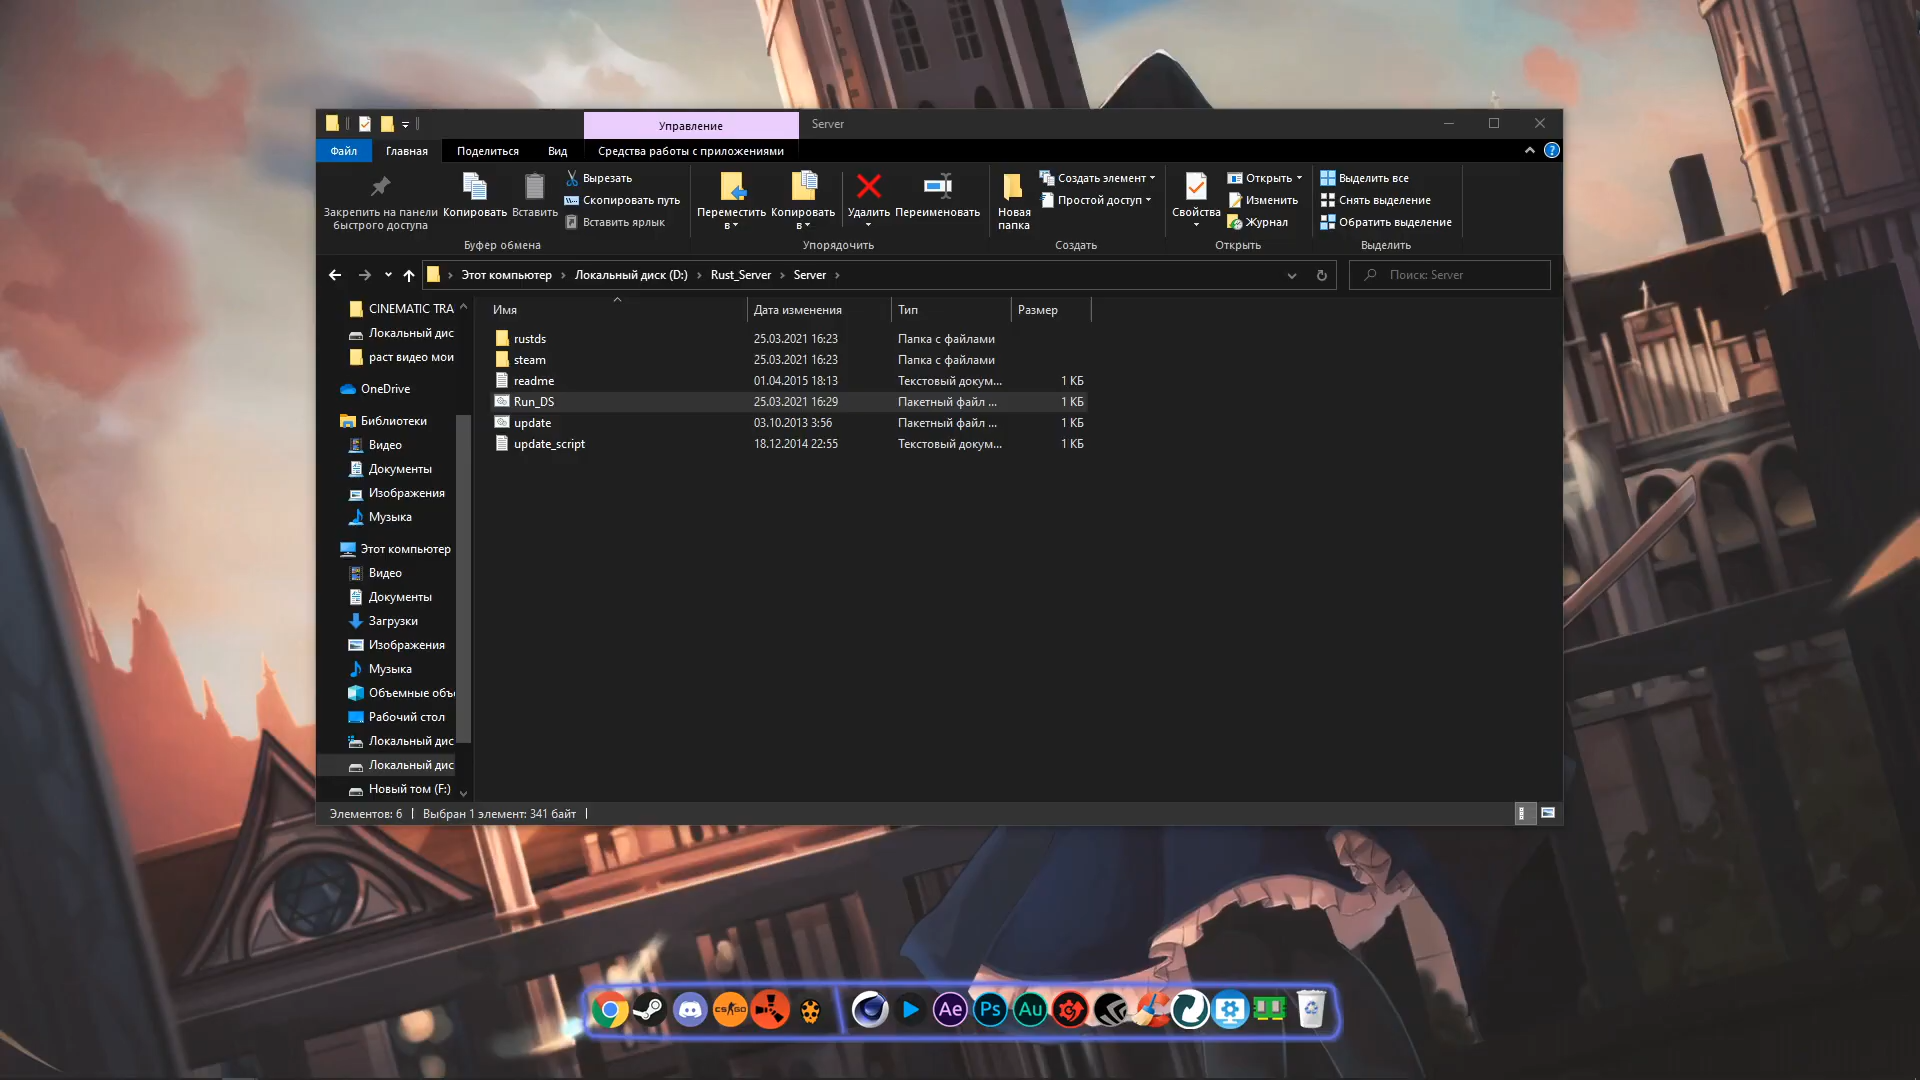 Управление
Server
Файл
Главная
Поделиться
Вид
Средства работы с приложениями
Закрепить на панели быстрого доступа
Копировать
Вставить
Вырезать
Скопировать путь
Вставить ярлык
Буфер обмена
Переместить в
Копировать в
Удалить
Переименовать
Упорядочить
Новая папка
Создать элемент
Простой доступ
Создать
Свойства
Открыть
Изменить
Журнал
Открыть
Выделить все
Снять выделение
Обратить выделение
Выделить
Этот компьютер
Локальный диск (D:)
Rust_Server
Server
Поиск: Server
CINEMATIC TRA
Локальный дис
раст видео мои
OneDrive
Библиотеки
Видео
Документы
Изображения
Музыка
Этот компьютер
Видео
Документы
Загрузки
Изображения
Музыка
Объемные объ
Рабочий стол
Локальный дис
Локальный дис
Новый том (F:)
Имя Дата изменения Тип Размер
rustds 25.03.2021 16:23 Папка с файлами
steam 25.03.2021 16:23 Папка с файлами
readme 01.04.2015 18:13 Текстовый докум... 1 КБ
Run_DS 25.03.2021 16:29 Пакетный файл ... 1 КБ
update 03.10.2013 3:56 Пакетный файл ... 1 КБ
update_script 18.12.2014 22:55 Текстовый докум... 1 КБ
Элементов: 6
Выбран 1 элемент: 341 байт
CS:GO
Ae
Ps
Au